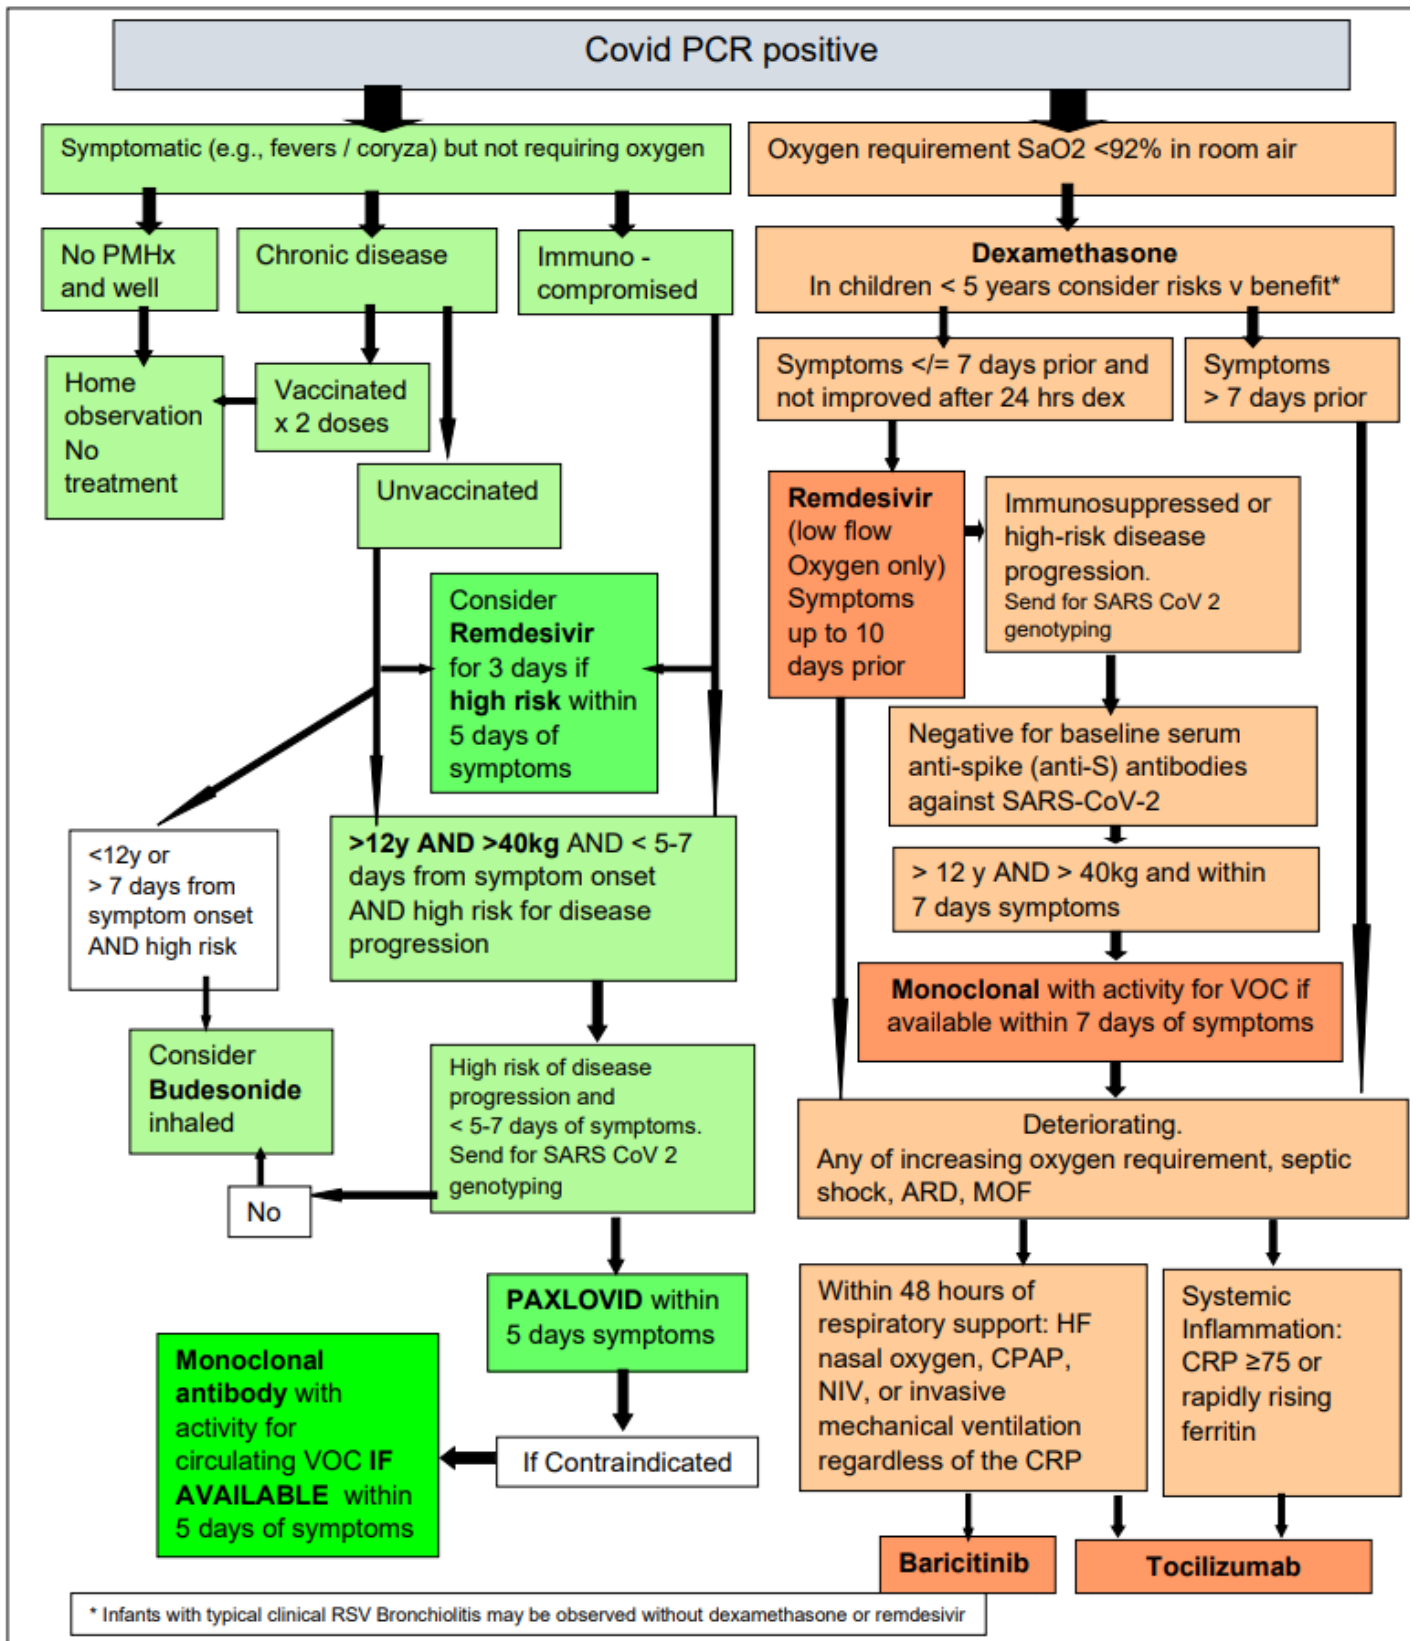 Covid PCR positive
Symptomatic (e.g., fevers / coryza) but not requiring oxygen
No PMHx
and well
Chronic disease
Immuno -
compromised
Home
observation
No
treatment
Vaccinated
x 2 doses
Unvaccinated
Consider
Remdesivir
for 3 days if
high risk within
5 days of
symptoms
<12y or
> 7 days from
symptom onset
AND high risk
>12y AND >40kg AND < 5-7
days from symptom onset
AND high risk for disease
progression
Consider
Budesonide
inhaled
High risk of disease
progression and
< 5-7 days of symptoms.
Send for SARS CoV 2
genotyping
No
PAXLOVID within
5 days symptoms
Monoclonal
antibody with
activity for
circulating VOC IF
AVAILABLE within
5 days of symptoms
If Contraindicated
Oxygen requirement SaO2 <92% in room air
Dexamethasone
In children < 5 years consider risks v benefit*
Symptoms </= 7 days prior and
not improved after 24 hrs dex
Symptoms
> 7 days prior
Remdesivir
(low flow
Oxygen only)
Symptoms
up to 10
days prior
Immunosuppressed or
high-risk disease
progression.
Send for SARS CoV 2
genotyping
Negative for baseline serum
anti-spike (anti-S) antibodies
against SARS-CoV-2
> 12 y AND > 40kg and within
7 days symptoms
Monoclonal with activity for VOC if
available within 7 days of symptoms
Deteriorating.
Any of increasing oxygen requirement, septic
shock, ARD, MOF
Within 48 hours of
respiratory support: HF
nasal oxygen, CPAP,
NIV, or invasive
mechanical ventilation
regardless of the CRP
Systemic
Inflammation:
CRP ≥75 or
rapidly rising
ferritin
Baricitinib
Tocilizumab
* Infants with typical clinical RSV Bronchiolitis may be observed without dexamethasone or remdesivir